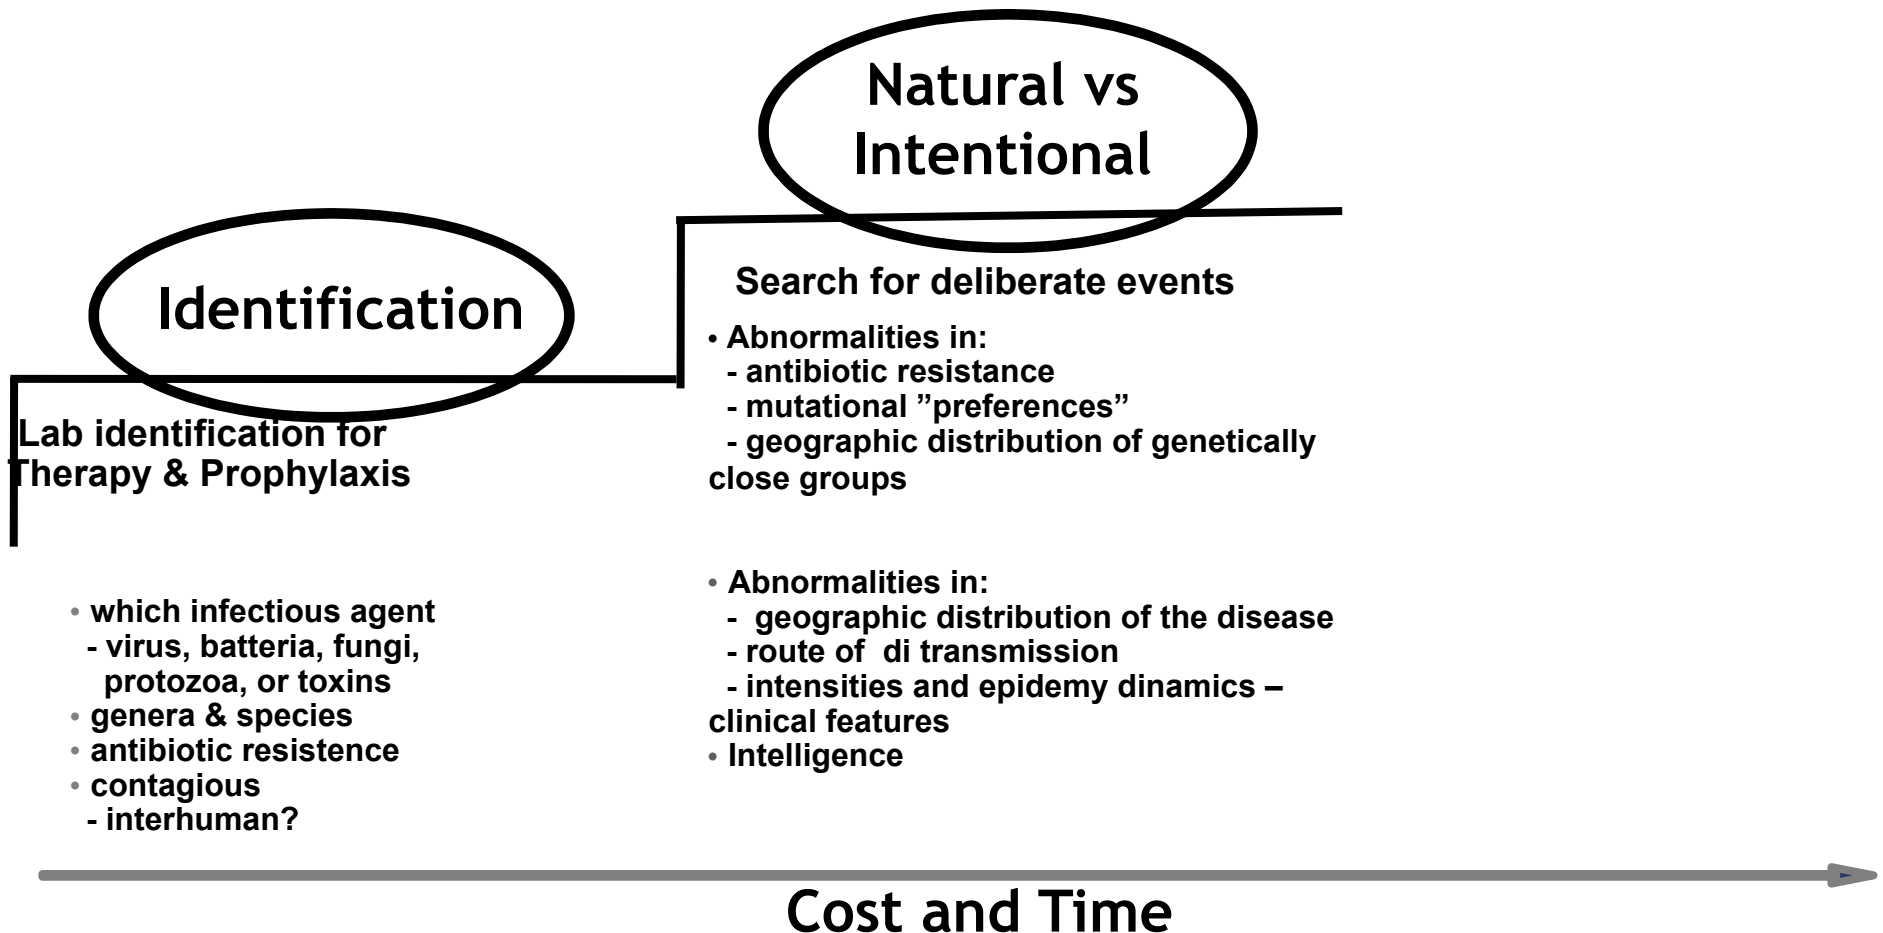 Natural vs
Intentional
Identification
Search for deliberate events
• Abnormalities in:
- antibiotic resistance
- mutational ”preferences”
- geographic distribution of genetically
close groups
Lab identification for
Therapy & Prophylaxis
• Abnormalities in:
- geographic distribution of the disease
- route of di transmission
- intensities and epidemy dinamics –
clinical features
• Intelligence
• which infectious agent
- virus, batteria, fungi,
protozoa, or toxins
• genera & species
• antibiotic resistence
• contagious
- interhuman?
Cost and Time